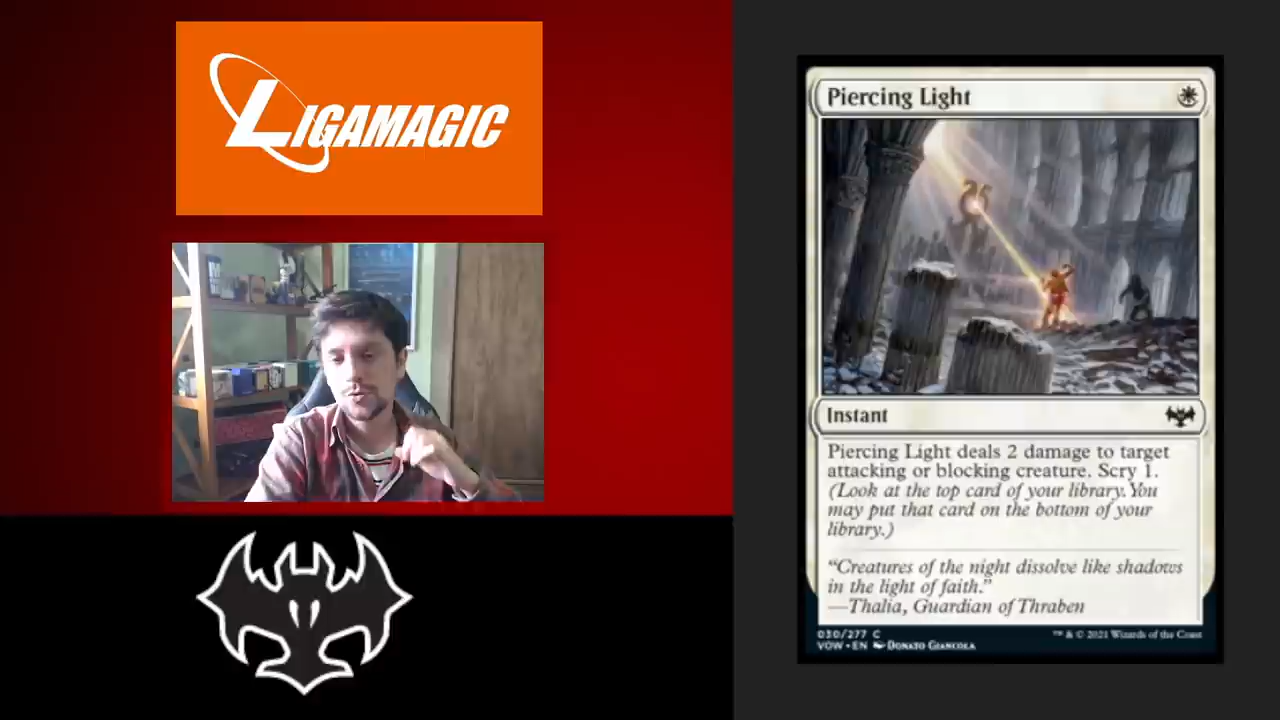 LIGAMAGIC
Piercing Light
Instant
Piercing Light deals 2 damage to target
attacking or blocking creature. Scry 1.
(Look at the top card of your library. You
may put that card on the bottom of your
library.)
“Creatures of the night dissolve like shadows
in the light of faith.”
—Thalia, Guardian of Thraben
030/277 C
™ & © 2021 Wizards of the Coast
VOW • EN Donato Giancola